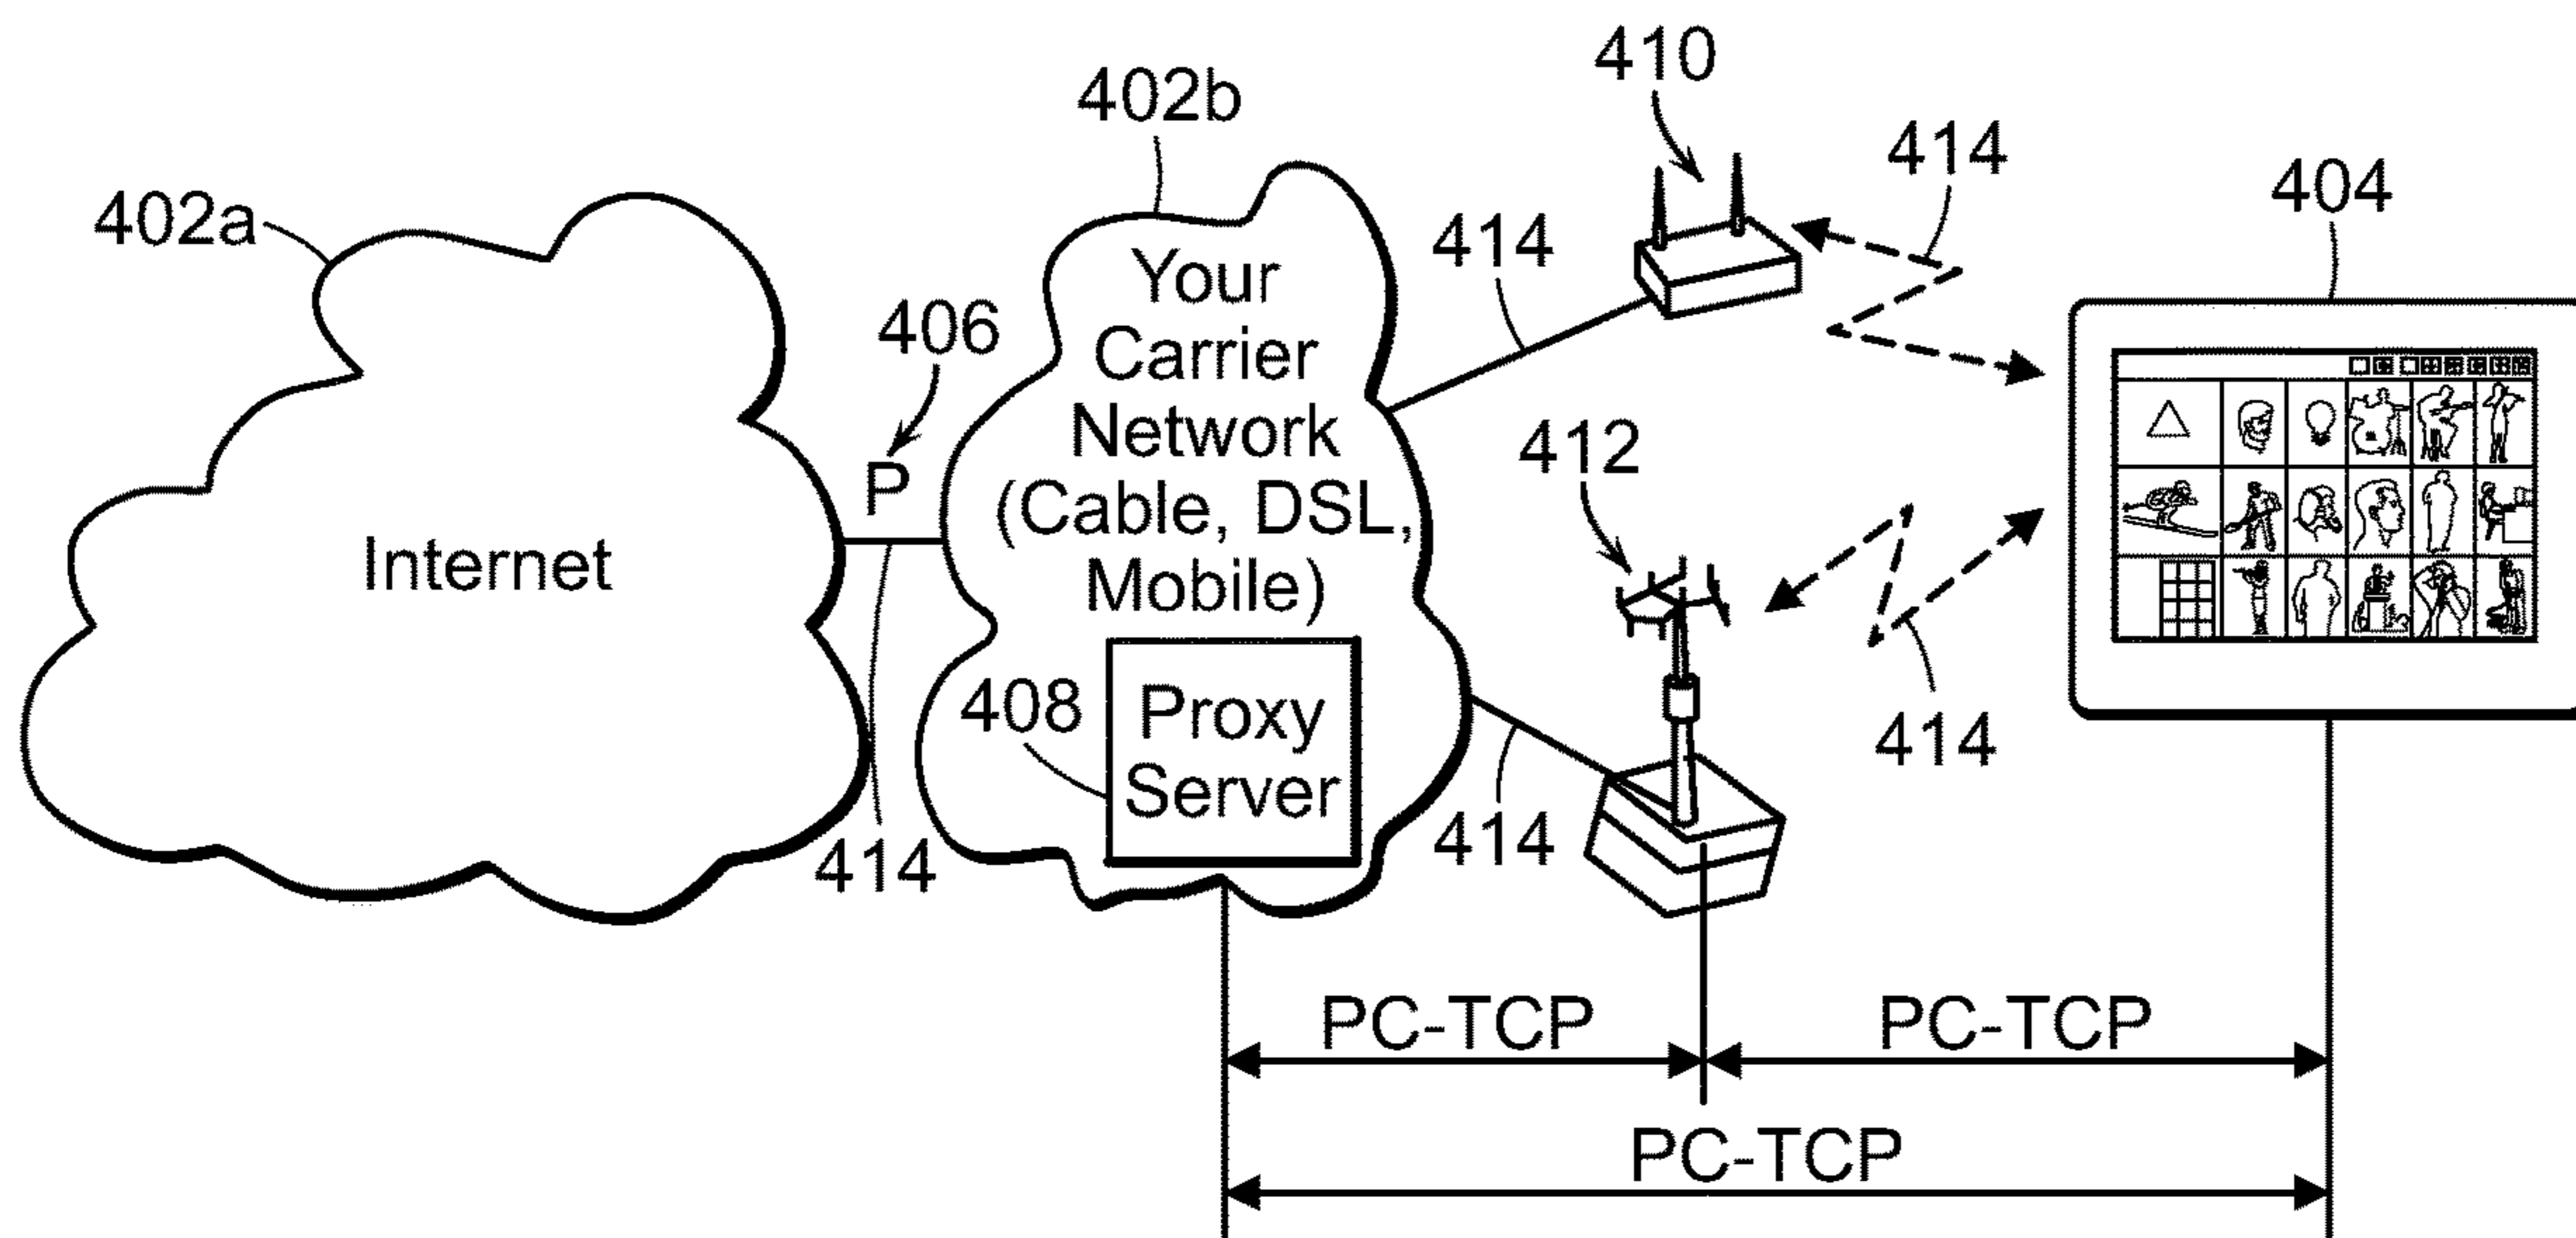 410
402b
414
404
402a
414
Your
Carrier
Network
(Cable, DSL,
Mobile)
406
P
412
Internet
408
Proxy
Server
414
414
414
PC-TCP
PC-TCP
PC-TCP